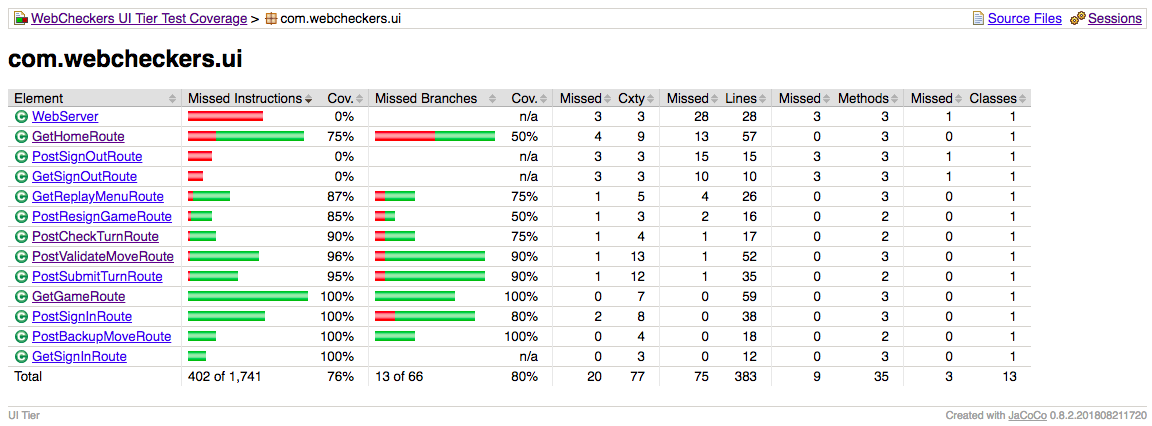 WebCheckers UI Tier Test Coverage > com.webcheckers.ui Source Files Sessions
com.webcheckers.ui
Element Missed Instructions Cov. Missed Branches Cov. Missed Cxty Missed Lines Missed Methods Missed Classes
WebServer 0% n/a 3 3 28 28 3 3 1 1
GetHomeRoute 75% 50% 4 9 13 57 0 3 0 1
PostSignOutRoute 0% n/a 3 3 15 15 3 3 1 1
GetSignOutRoute 0% n/a 3 3 10 10 3 3 1 1
GetReplayMenuRoute 87% 75% 1 5 4 26 0 3 0 1
PostResignGameRoute 85% 50% 1 3 2 16 0 2 0 1
PostCheckTurnRoute 90% 75% 1 4 1 17 0 2 0 1
PostValidateMoveRoute 96% 90% 1 13 1 52 0 3 0 1
PostSubmitTurnRoute 95% 90% 1 12 1 35 0 2 0 1
GetGameRoute 100% 100% 0 7 0 59 0 3 0 1
PostSignInRoute 100% 80% 2 8 0 38 0 3 0 1
PostBackupMoveRoute 100% 100% 0 4 0 18 0 2 0 1
GetSignInRoute 100% n/a 0 3 0 12 0 3 0 1
Total 402 of 1,741 76% 13 of 66 80% 20 77 75 383 9 35 3 13
UI Tier Created with JaCoCo 0.8.2.201808211720